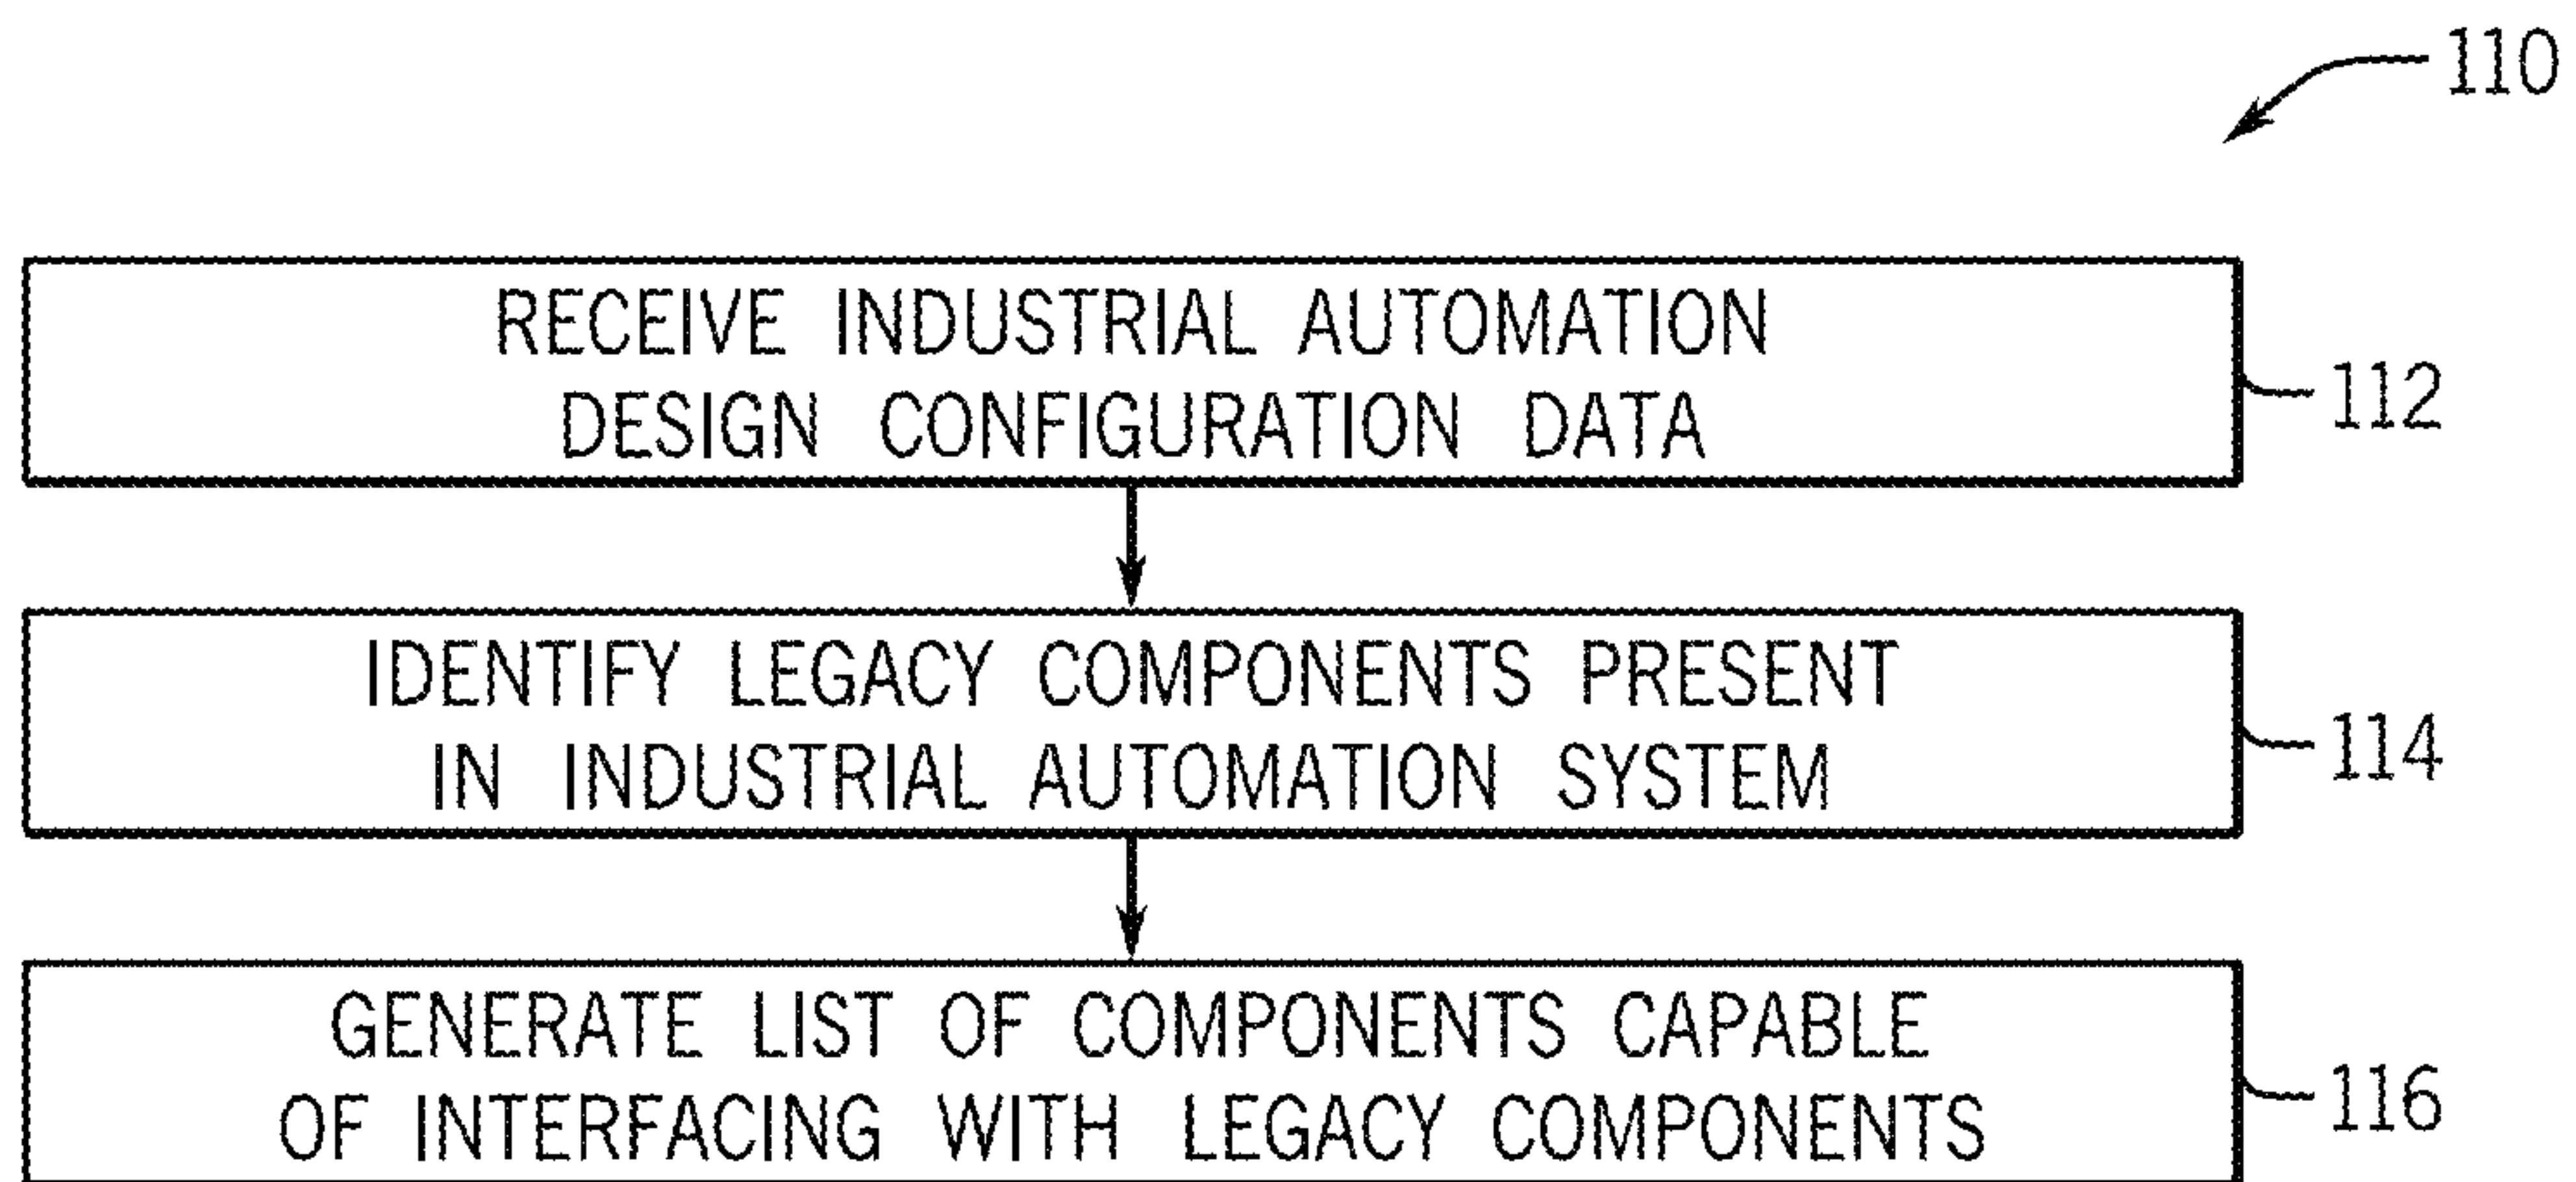 110
RECEIVE INDUSTRIAL AUTOMATION
DESIGN CONFIGURATION DATA
112
IDENTIFY LEGACY COMPONENTS PRESENT
IN INDUSTRIAL AUTOMATION SYSTEM
114
GENERATE LIST OF COMPONENTS CAPABLE
OF INTERFACING WITH LEGACY COMPONENTS
116